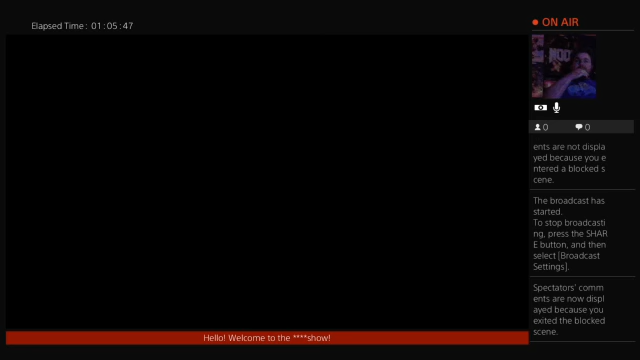 Elapsed Time : 01:05:47
ON AIR
0 0
ents are not displa
yed because you e
ntered a blocked s
cene.
The broadcast has
started.
To stop broadcasti
ng, press the SHAR
E button, and then
select [Broadcast
Settings].
Spectators' comm
ents are now displ
ayed because you
exited the blocked
scene.
Hello! Welcome to the ****show!